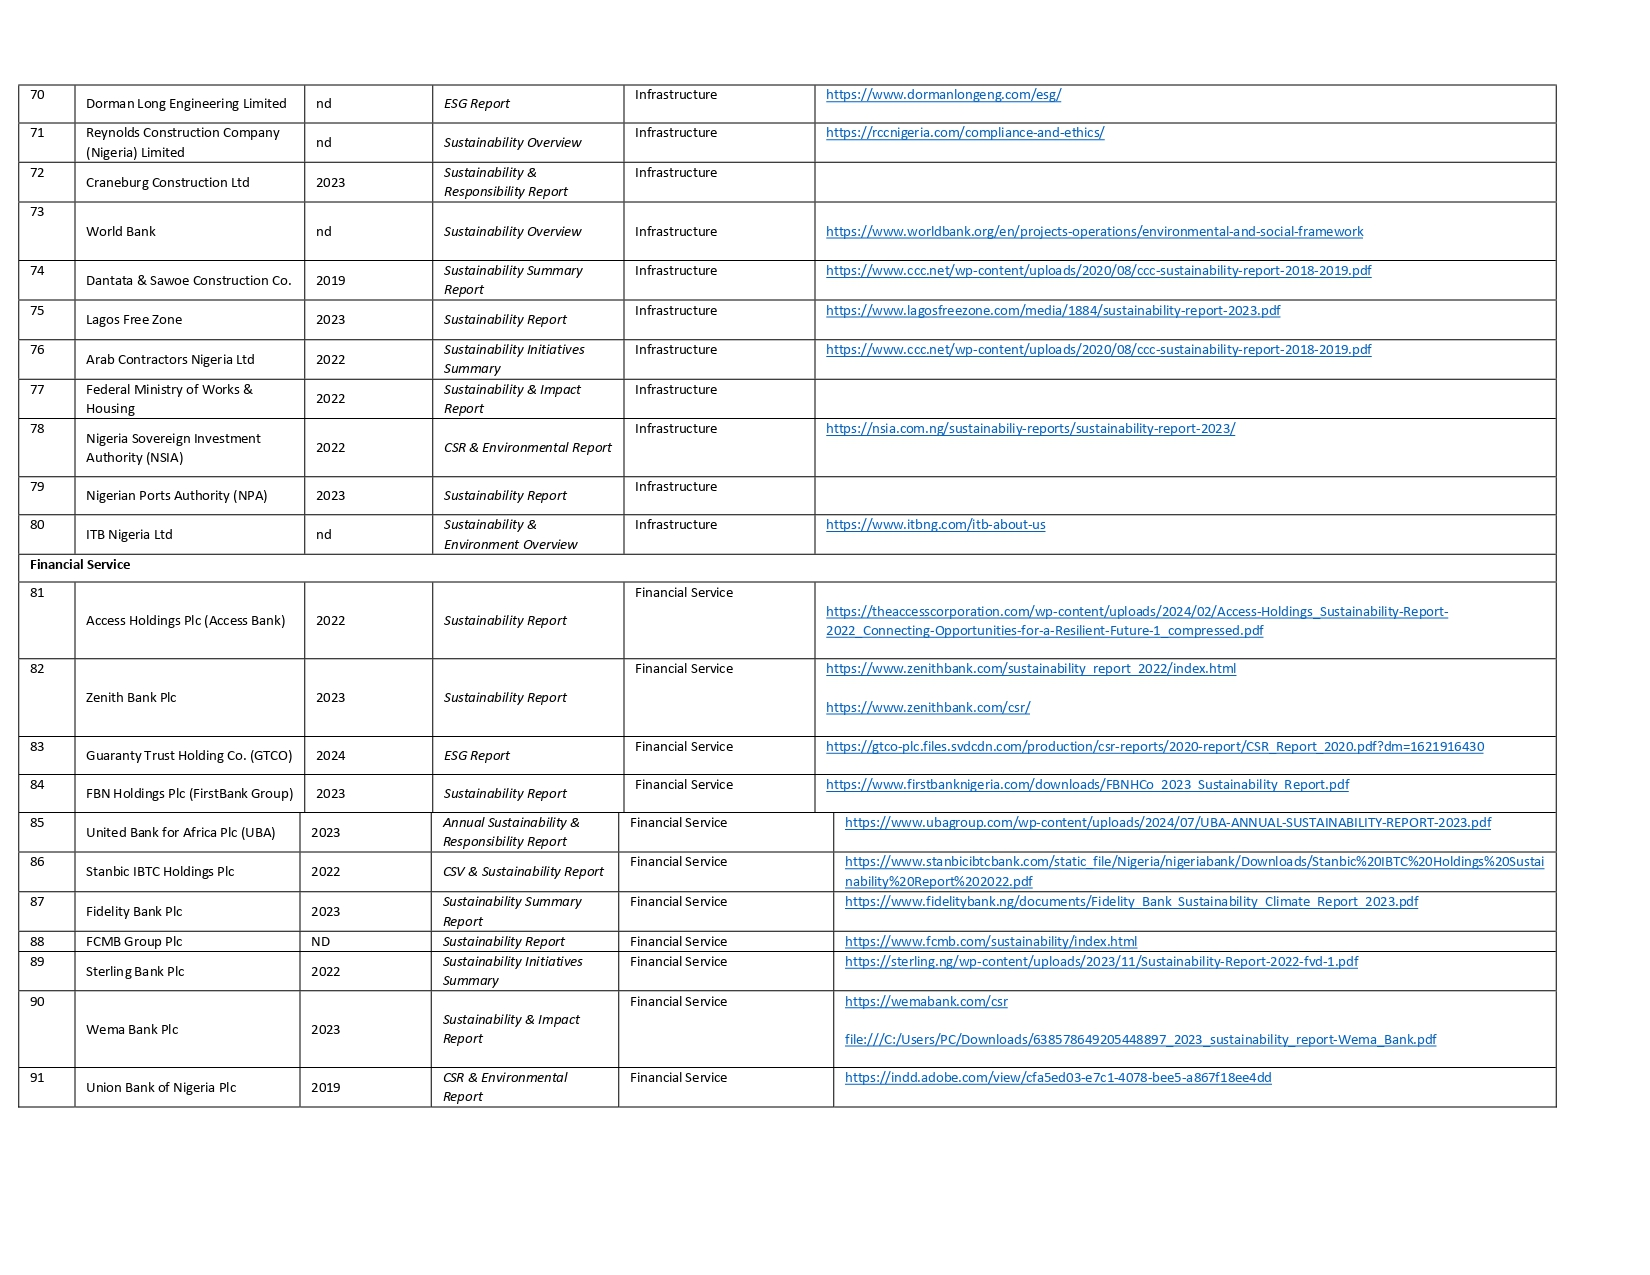 70
Dorman Long Engineering Limited
nd
ESG Report
Infrastructure
https://www.dormanlongeng.com/esg/
71
Reynolds Construction Company
(Nigeria) Limited
nd
Sustainability Overview
Infrastructure
https://rccnigeria.com/compliance-and-ethics/
72
Craneburg Construction Ltd
2023
Sustainability &
Responsibility Report
Infrastructure
73
World Bank
nd
Sustainability Overview
Infrastructure
https://www.worldbank.org/en/projects-operations/environmental-and-social-framework
74
Dantata & Sawoe Construction Co.
2019
Sustainability Summary
Report
Infrastructure
https://www.ccc.net/wp-content/uploads/2020/08/ccc-sustainability-report-2018-2019.pdf
75
Lagos Free Zone
2023
Sustainability Report
Infrastructure
https://www.lagosfreezone.com/media/1884/sustainability-report-2023.pdf
76
Arab Contractors Nigeria Ltd
2022
Sustainability Initiatives
Summary
Infrastructure
https://www.ccc.net/wp-content/uploads/2020/08/ccc-sustainability-report-2018-2019.pdf
77
Federal Ministry of Works &
Housing
2022
Sustainability & Impact
Report
Infrastructure
78
Nigeria Sovereign Investment
Authority (NSIA)
2022
CSR & Environmental Report
Infrastructure
https://nsia.com.ng/sustainabiliy-reports/sustainability-report-2023/
79
Nigerian Ports Authority (NPA)
2023
Sustainability Report
Infrastructure
80
ITB Nigeria Ltd
nd
Sustainability &
Environment Overview
Infrastructure
https://www.itbng.com/itb-about-us
Financial Service
81
Access Holdings Plc (Access Bank)
2022
Sustainability Report
Financial Service
https://theaccesscorporation.com/wp-content/uploads/2024/02/Access-Holdings_Sustainability-Report-
2022_Connecting-Opportunities-for-a-Resilient-Future-1_compressed.pdf
82
Zenith Bank Plc
2023
Sustainability Report
Financial Service
https://www.zenithbank.com/sustainability_report_2022/index.html
https://www.zenithbank.com/csr/
83
Guaranty Trust Holding Co. (GTCO)
2024
ESG Report
Financial Service
https://gtco-plc.files.svdcdn.com/production/csr-reports/2020-report/CSR_Report_2020.pdf?dm=1621916430
84
FBN Holdings Plc (FirstBank Group)
2023
Sustainability Report
Financial Service
https://www.firstbanknigeria.com/downloads/FBNHCo_2023_Sustainability_Report.pdf
85
United Bank for Africa Plc (UBA)
2023
Annual Sustainability &
Responsibility Report
Financial Service
https://www.ubagroup.com/wp-content/uploads/2024/07/UBA-ANNUAL-SUSTAINABILITY-REPORT-2023.pdf
86
Stanbic IBTC Holdings Plc
2022
CSV & Sustainability Report
Financial Service
https://www.stanbicibtcbank.com/static_file/Nigeria/nigeriabank/Downloads/Stanbic%20IBTC%20Holdings%20Sustai
nability%20Report%202022.pdf
87
Fidelity Bank Plc
2023
Sustainability Summary
Report
Financial Service
https://www.fidelitybank.ng/documents/Fidelity_Bank_Sustainability_Climate_Report_2023.pdf
88
FCMB Group Plc
ND
Sustainability Report
Financial Service
https://www.fcmb.com/sustainability/index.html
89
Sterling Bank Plc
2022
Sustainability Initiatives
Summary
Financial Service
https://sterling.ng/wp-content/uploads/2023/11/Sustainability-Report-2022-fvd-1.pdf
90
Wema Bank Plc
2023
Sustainability & Impact
Report
Financial Service
https://wemabank.com/csr
file:///C:/Users/PC/Downloads/638578649205448897_2023_sustainability_report-Wema_Bank.pdf
91
Union Bank of Nigeria Plc
2019
CSR & Environmental
Report
Financial Service
https://indd.adobe.com/view/cfa5ed03-e7c1-4078-bee5-a867f18ee4dd